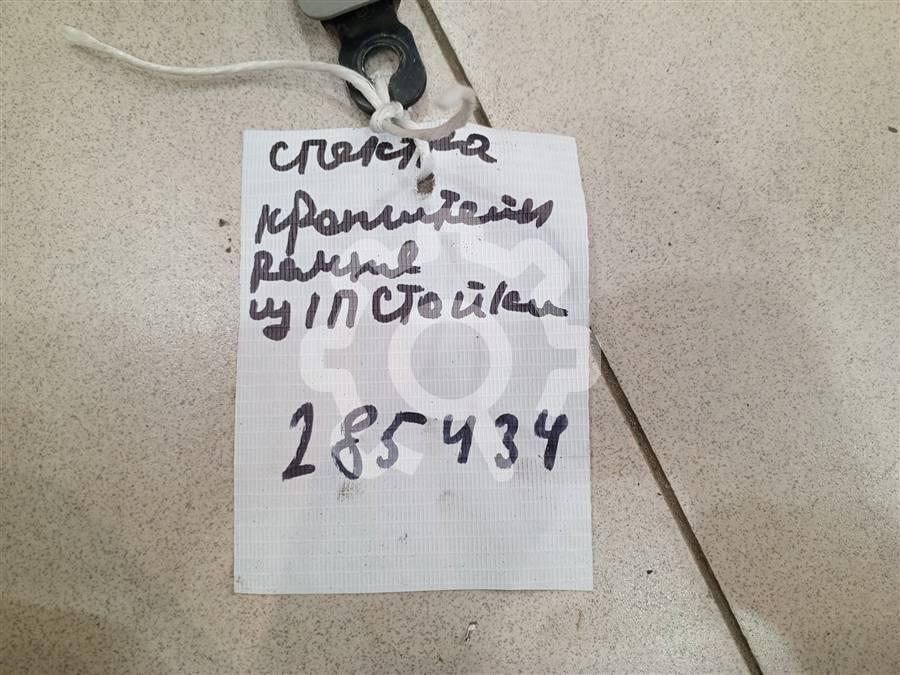 спектра
кронштейн
ремня
ц/п стойки
285434